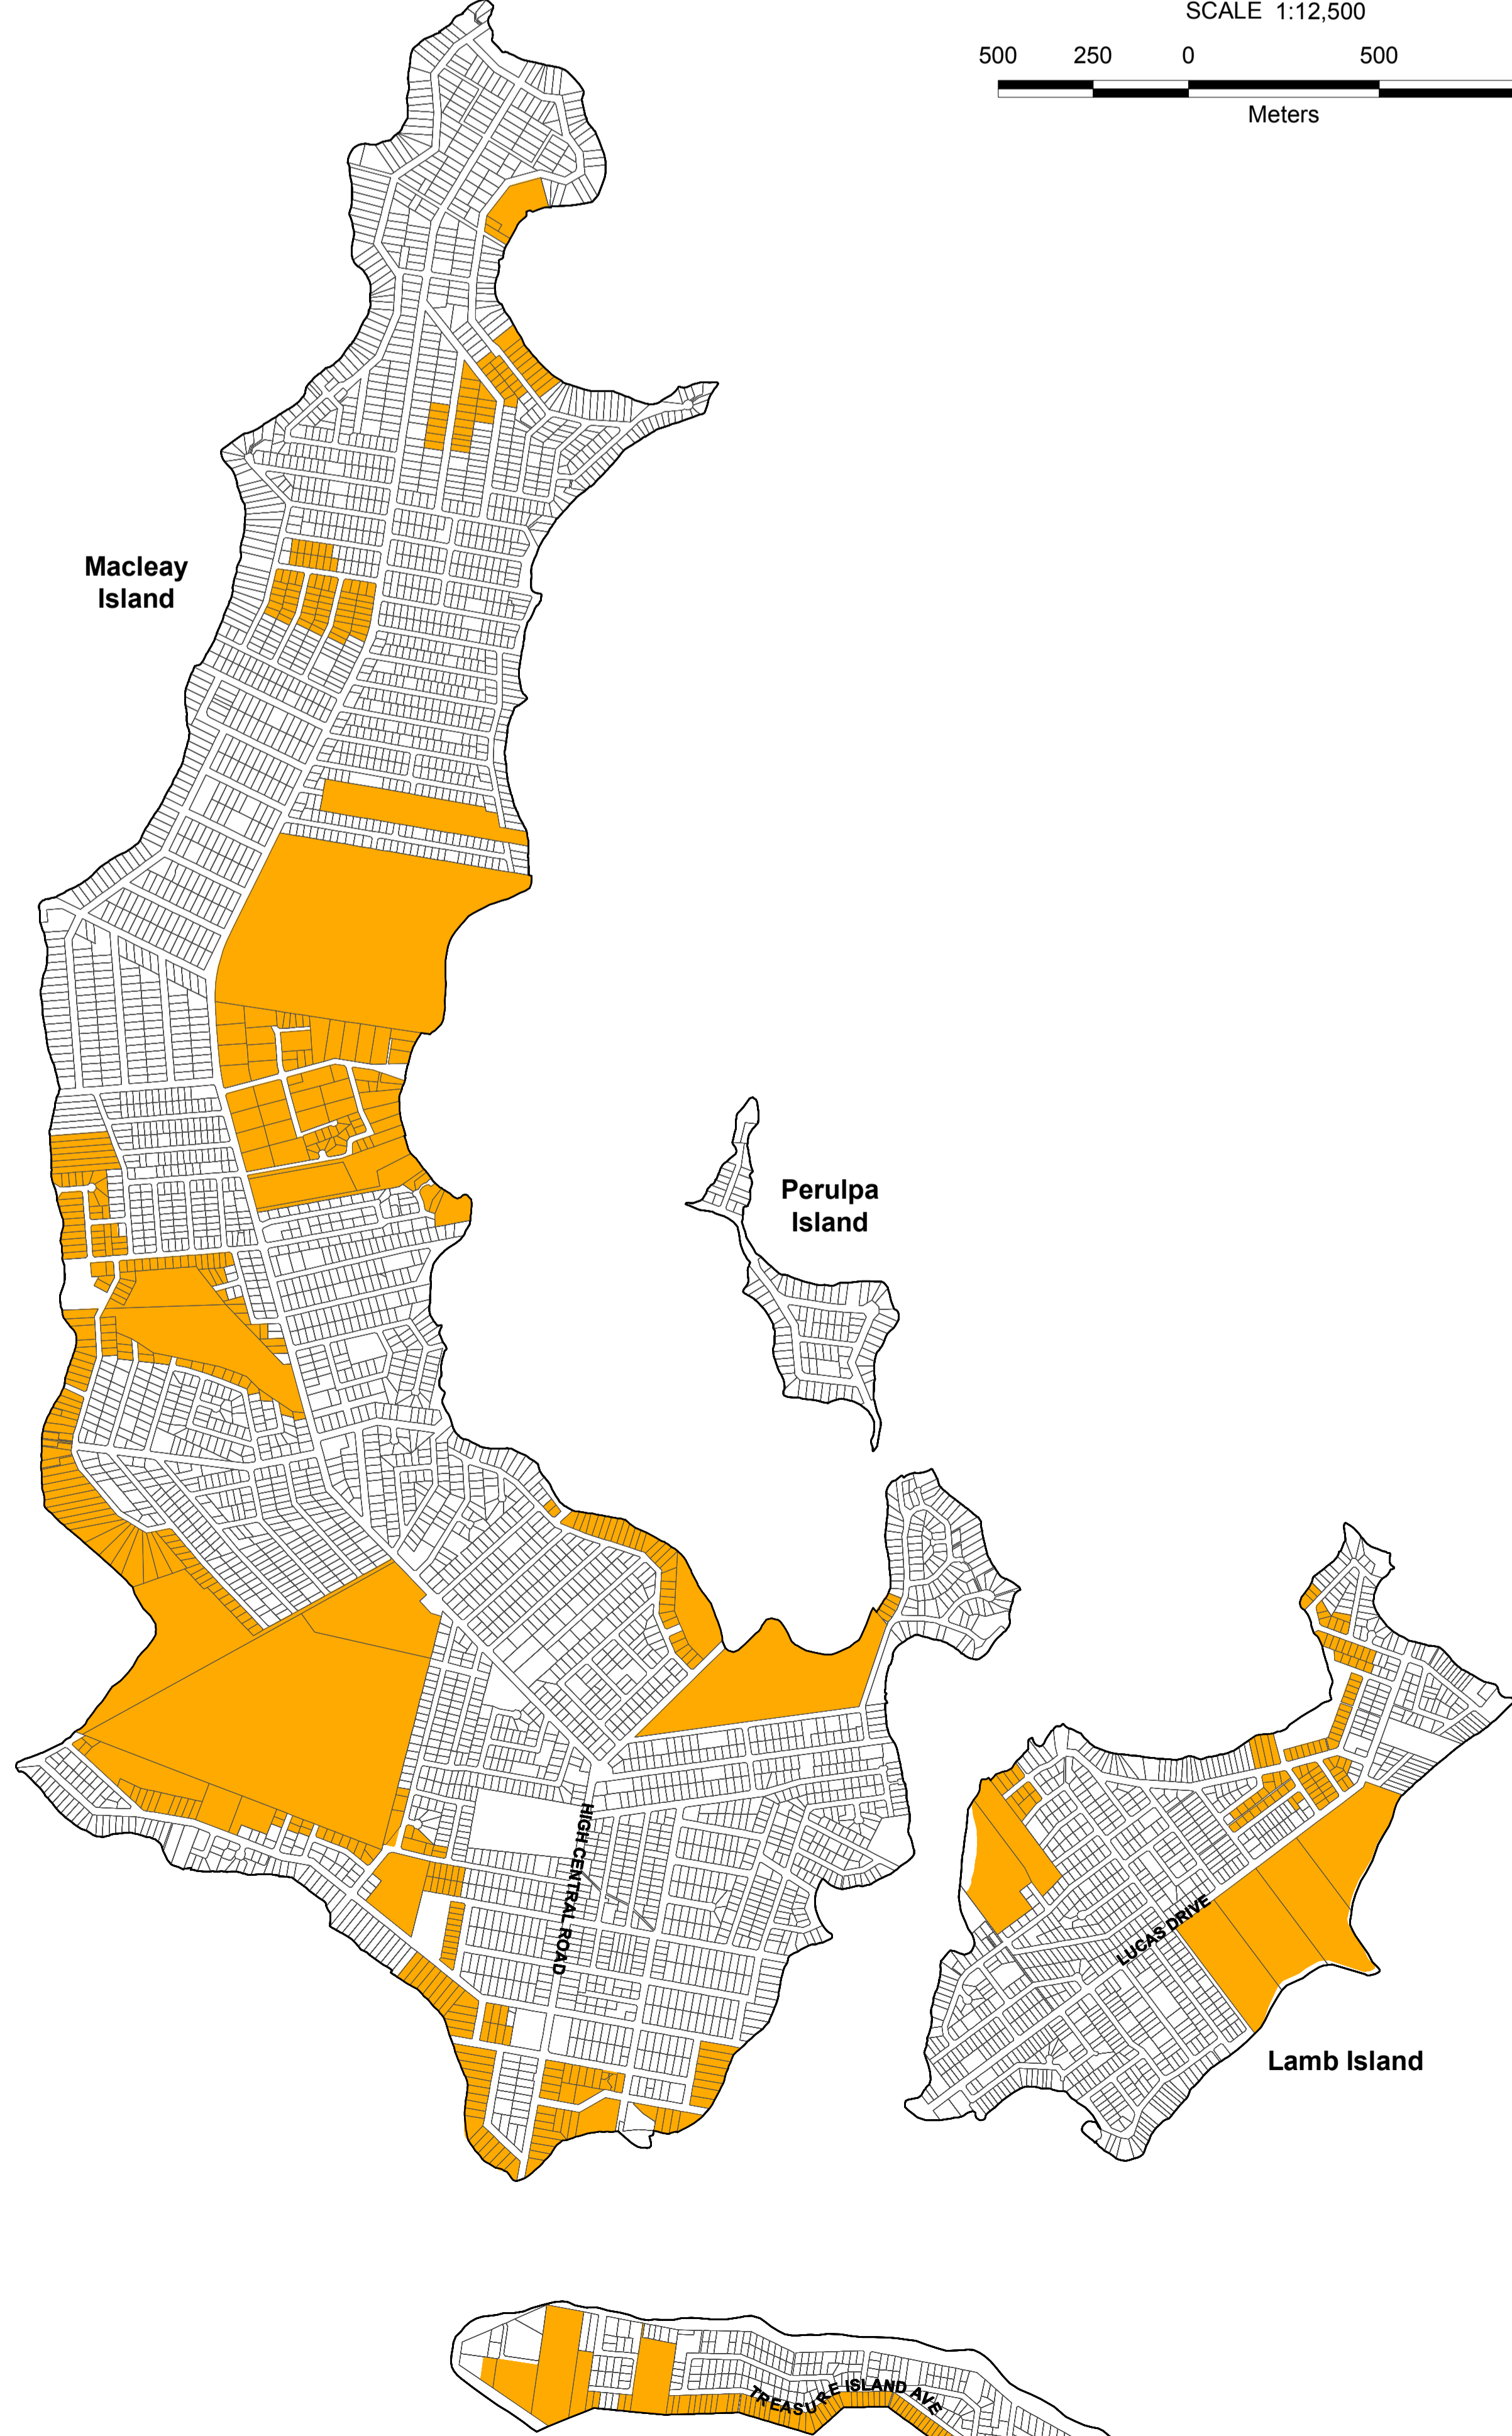 SCALE 1:12,500
500 250 0 500
Meters
Macleay
Island
Perulpa
Island
HIGH CENTRAL ROAD
LUCAS DRIVE
Lamb Island
TREASURE ISLAND AVE